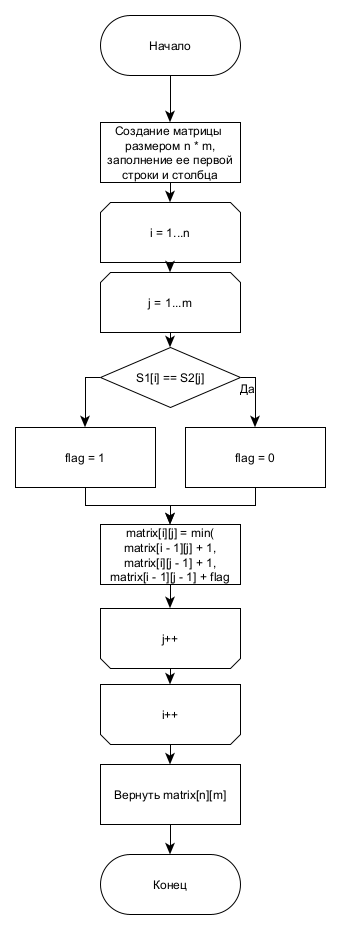 Начало
Создание матрицы
размером n * m,
заполнение ее первой
строки и столбца
i = 1...n
j = 1...m
S1[i] == S2[j]
Да
flag = 1
flag = 0
matrix[i][j] = min(
matrix[i - 1][j] + 1,
matrix[i][j - 1] + 1,
matrix[i - 1][j - 1] + flag
j++
i++
Вернуть matrix[n][m]
Конец